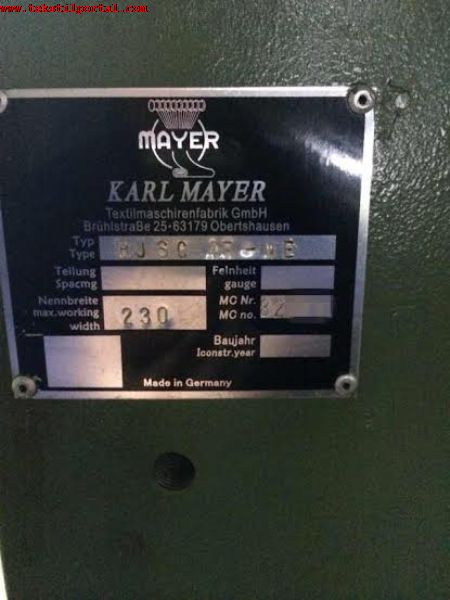 www.tekstilportal.com
MAYER
KARL MAYER
Textilmaschinenfabrik GmbH
Brühlstraße 25·63179 Obertshausen
Typ
Type
Teilung
Spacing
Feinheit
gauge
Nennbreite
max.working
width
230
MC Nr.
MC no.
82
Baujahr
constr.year
Made in Germany